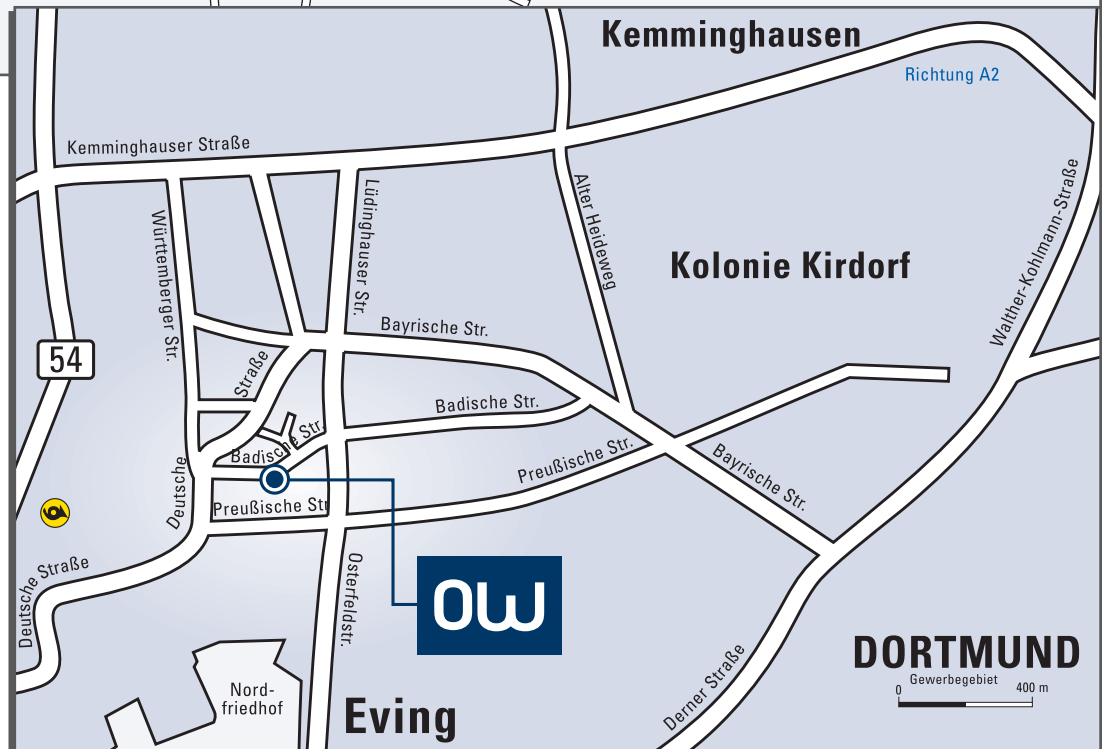 Kemminghausen
Richtung A2
Kemminghauser Straße
Württemberger Str.
Lüdinghauser Str.
Alter Heideweg
Walther-Kohlmann-Straße
Kolonie Kirdorf
Bayrische Str.
54
Straße
Badische Str.
Badische Str.
Preußische Str.
Bayrische Str.
Deutsche
Preußische Str
Deutsche Straße
Osterfeldstr.
OW
Nord-
friedhof
Eving
Derner Straße
DORTMUND
Gewerbegebiet
0
400 m